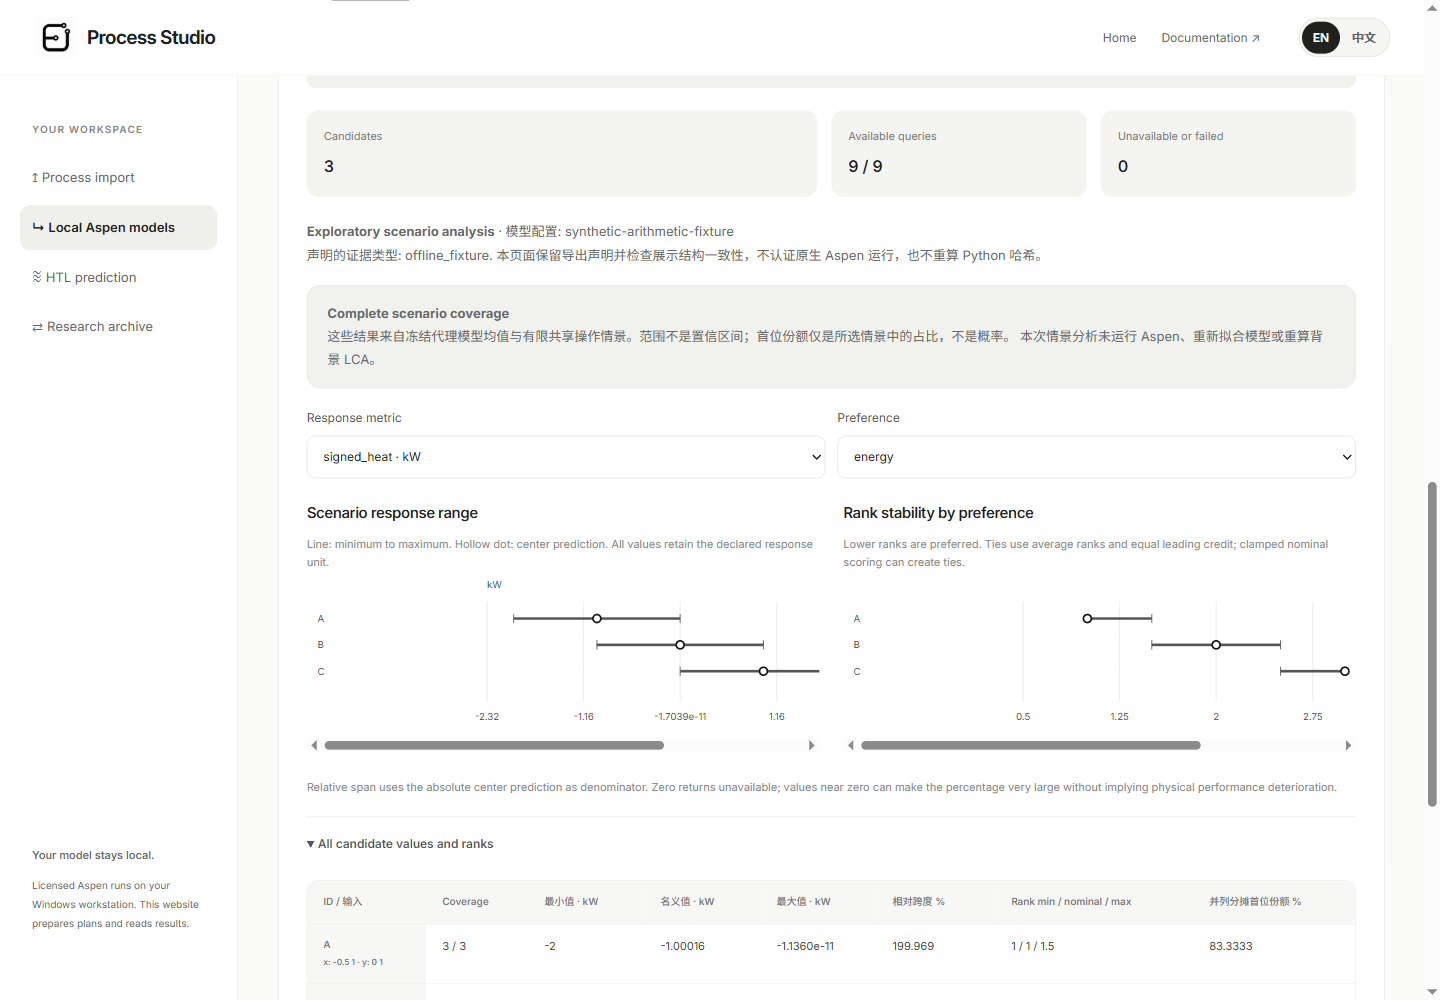 Process Studio
Home
Documentation ↗
EN
中文
YOUR WORKSPACE
↥ Process import
↳ Local Aspen models
≋ HTL prediction
⇄ Research archive
Your model stays local.
Licensed Aspen runs on your
Windows workstation. This website
prepares plans and reads results.
Candidates
3
Available queries
9 / 9
Unavailable or failed
0
Exploratory scenario analysis · 模型配置: synthetic-arithmetic-fixture
声明的证据类型: offline_fixture. 本页面保留导出声明并检查展示结构一致性，不认证原生 Aspen 运行，也不重算 Python 哈希。
Complete scenario coverage
这些结果来自冻结代理模型均值与有限共享操作情景。范围不是置信区间；首位份额仅是所选情景中的占比，不是概率。 本次情景分析未运行 Aspen、重新拟合模型或重算背
景 LCA。
Response metric
signed_heat · kW
Preference
energy
Scenario response range
Line: minimum to maximum. Hollow dot: center prediction. All values retain the declared response
unit.
kW
A
B
C
-2.32
-1.16
-1.7039e-11
1.16
Rank stability by preference
Lower ranks are preferred. Ties use average ranks and equal leading credit; clamped nominal
scoring can create ties.
A
B
C
0.5
1.25
2
2.75
Relative span uses the absolute center prediction as denominator. Zero returns unavailable; values near zero can make the percentage very large without implying physical performance deterioration.
▼ All candidate values and ranks
ID / 输入
Coverage
最小值 · kW
名义值 · kW
最大值 · kW
相对跨度 %
Rank min / nominal / max
并列分摊首位份额 %
A
x: -0.5 1 · y: 0 1
3 / 3
-2
-1.00016
-1.1360e-11
199.969
1 / 1 / 1.5
83.3333